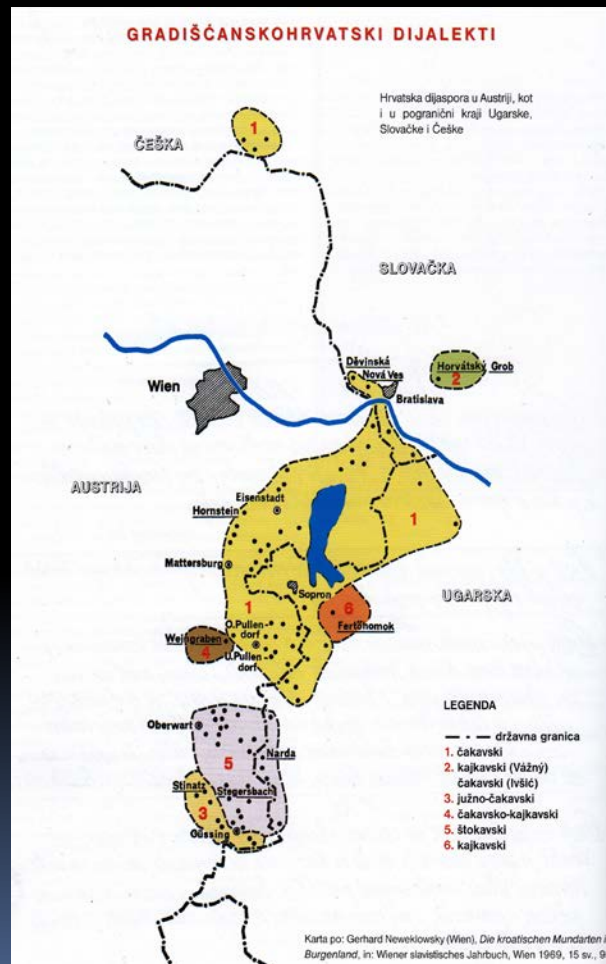 GRADIŠĆANSKOHRVATSKI DIJALEKTI
Hrvatska dijaspora u Austriji, kot
i u pogranični kraji Ugarske,
Slovačke i Češke
1
ČEŠKA
SLOVAČKA
Děvinská
Nová Ves
Horvátský Grob
2
Bratislava
Wien
AUSTRIJA
Eisenstadt
Hornstein
1
Mattersburg
Sopron
UGARSKA
1
6
Fertöhomok
O.Pullen-
dorf
Weingraben
4
U.Pullen-
dorf
Oberwart
5
Narda
Stinatz
Stegersbach
3
Güssing
LEGENDA
državna granica
1. čakavski
2. kajkavski (Vážný)
čakavski (Ivšić)
3. južno-čakavski
4. čakavsko-kajkavski
5. štokavski
6. kajkavski
Karta po: Gerhard Neweklowsky (Wien), Die kroatischen Mundarten i
Burgenland, in: Wiener slavistisches Jahrbuch, Wien 1969, 15 sv., 9